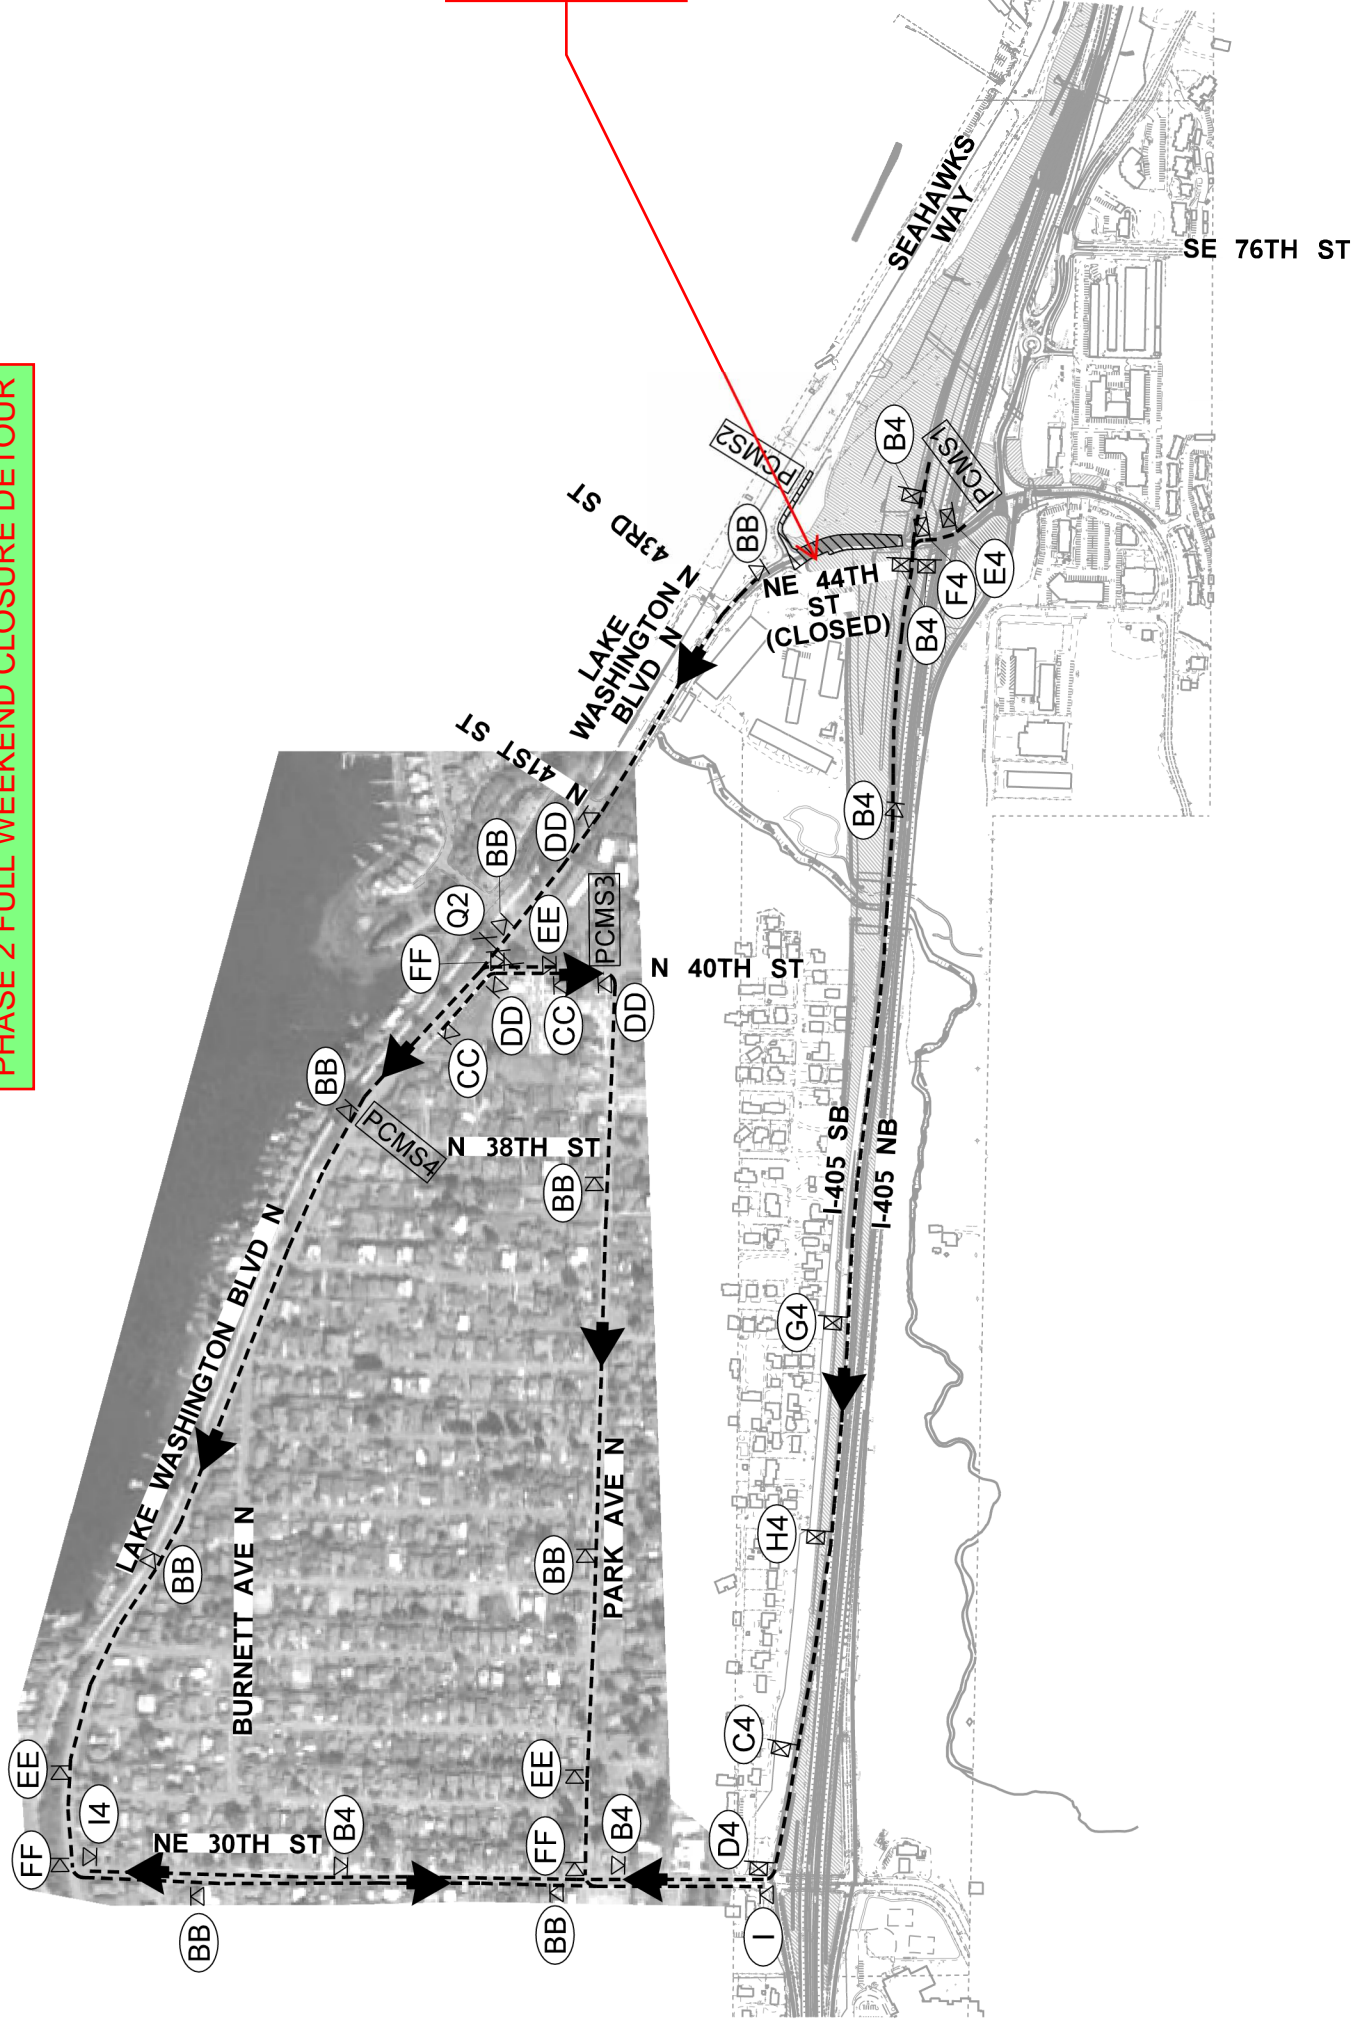 PHASE 2 FULL WEEKEND CLOSURE DETOUR
SEAHAWKS
WAY
SE 76TH ST
PCMS2
B4
PCMS1
N 43RD ST
BB
NE 44TH
ST
(CLOSED)
E4
F4
B4
LAKE
WASHINGTON
BLVD N
N 41ST ST
DD
BB
B4
Q2
EE
PCMS3
FF
N 40TH ST
DD
CC
DD
CC
BB
PCMS4
N 38TH ST
BB
I-405 SB
I-405 NB
LAKE WASHINGTON BLVD N
G4
PARK AVE N
H4
BB
BB
BURNETT AVE N
C4
EE
EE
I4
B4
B4
D4
NE 30TH ST
FF
FF
BB
BB
I